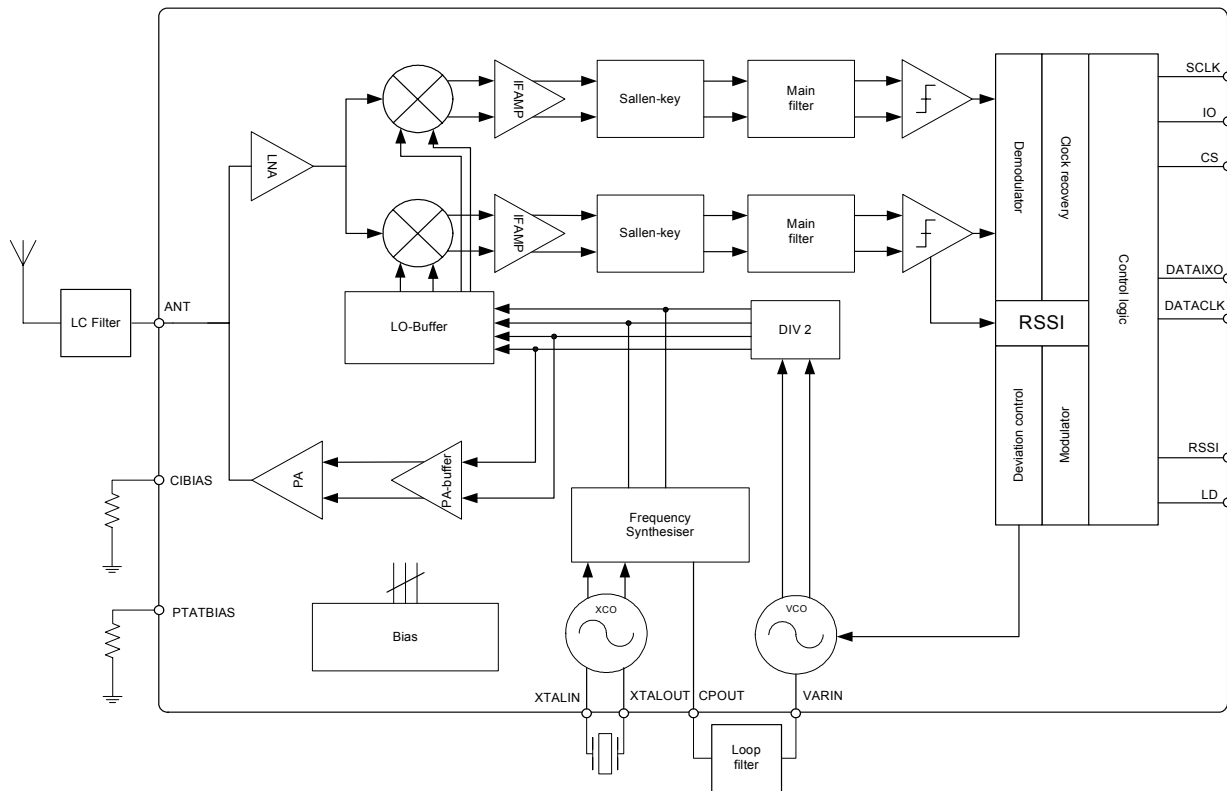 SCLK
IFAMP
Sallen-key
Main
filter
IO
LNA
Demodulator
Clock recovery
CS
IFAMP
Sallen-key
Main
filter
Control logic
DATAIXO
ANT
LC Filter
LO-Buffer
DIV 2
RSSI
DATACLK
Deviation control
Modulator
RSSI
CIBIAS
PA
PA-buffer
LD
Frequency
Synthesiser
PTATBIAS
Bias
XCO
VCO
XTALIN
XTALOUT
CPOUT
VARIN
Loop
filter